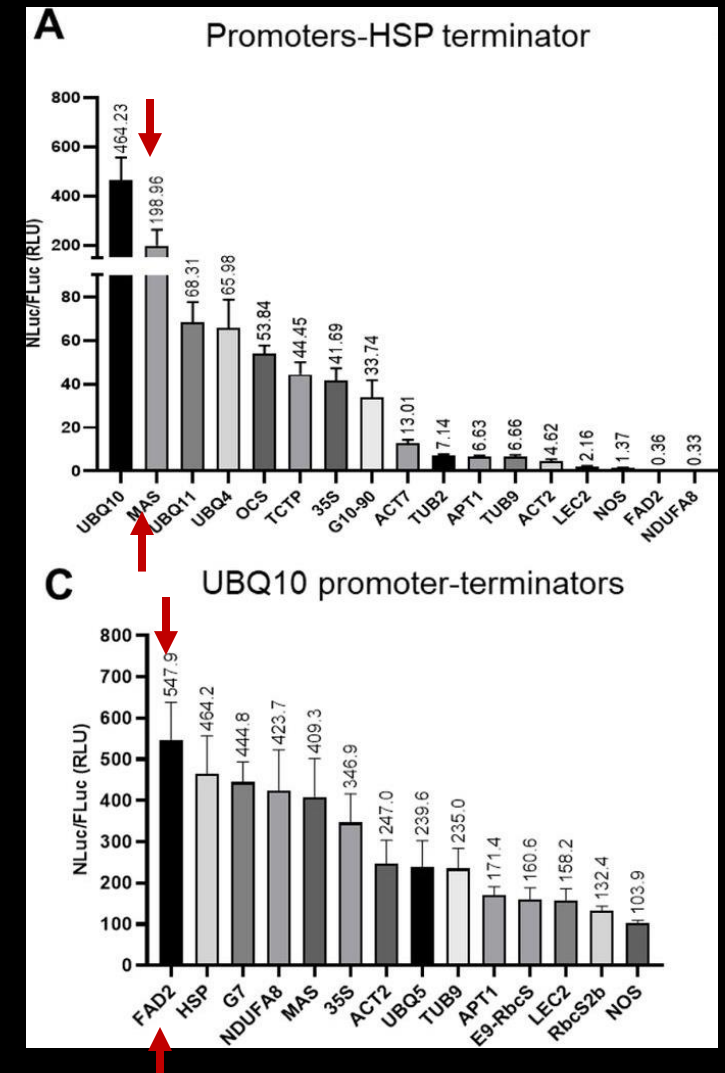 A
Promoters-HSP terminator
NLuc/FLuc (RLU)
800
600
400
200
80
60
40
20
0
464.23
198.96
68.31
65.98
53.84
44.45
41.69
33.74
13.01
7.14
6.63
6.66
4.62
2.16
1.37
0.36
0.33
UBQ10
MAS
UBQ11
UBQ4
OCS
TCTP
35S
G10-90
ACT7
TUB2
APT1
TUB9
ACT2
LEC2
NOS
FAD2
NDUFA8
C
UBQ10 promoter-terminators
NLuc/FLuc (RLU)
800
700
600
500
400
300
200
100
0
547.9
464.2
444.8
423.7
409.3
346.9
247.0
239.6
235.0
171.4
160.6
158.2
132.4
103.9
FAD2
HSP
G7
NDUFA8
MAS
35S
ACT2
UBQ5
TUB9
APT1
E9-RbcS
LEC2
RbcS2b
NOS